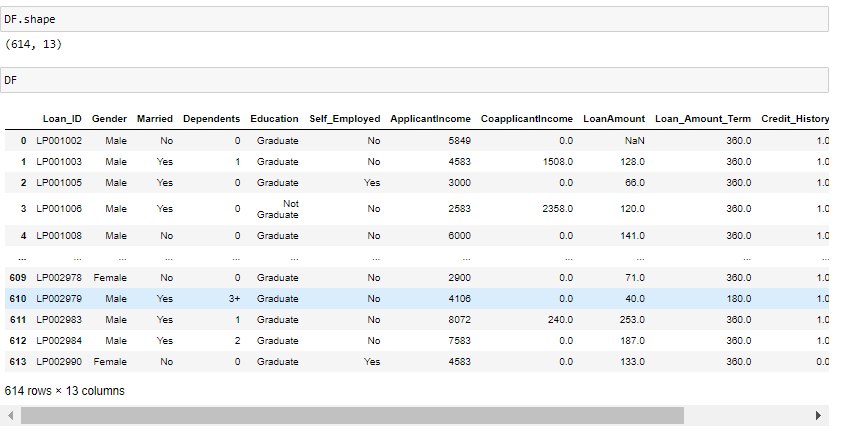 DF.shape
(614, 13)
DF
Loan_ID Gender Married Dependents Education Self_Employed ApplicantIncome CoapplicantIncome LoanAmount Loan_Amount_Term Credit_History
0 LP001002 Male No 0 Graduate No 5849 0.0 NaN 360.0 1.0
1 LP001003 Male Yes 1 Graduate No 4583 1508.0 128.0 360.0 1.0
2 LP001005 Male Yes 0 Graduate Yes 3000 0.0 66.0 360.0 1.0
3 LP001006 Male Yes 0 Not Graduate No 2583 2358.0 120.0 360.0 1.0
4 LP001008 Male No 0 Graduate No 6000 0.0 141.0 360.0 1.0
... ... ... ... ... ... ... ... ... ... ... ...
609 LP002978 Female No 0 Graduate No 2900 0.0 71.0 360.0 1.0
610 LP002979 Male Yes 3+ Graduate No 4106 0.0 40.0 180.0 1.0
611 LP002983 Male Yes 1 Graduate No 8072 240.0 253.0 360.0 1.0
612 LP002984 Male Yes 2 Graduate No 7583 0.0 187.0 360.0 1.0
613 LP002990 Female No 0 Graduate Yes 4583 0.0 133.0 360.0 0.0
614 rows × 13 columns